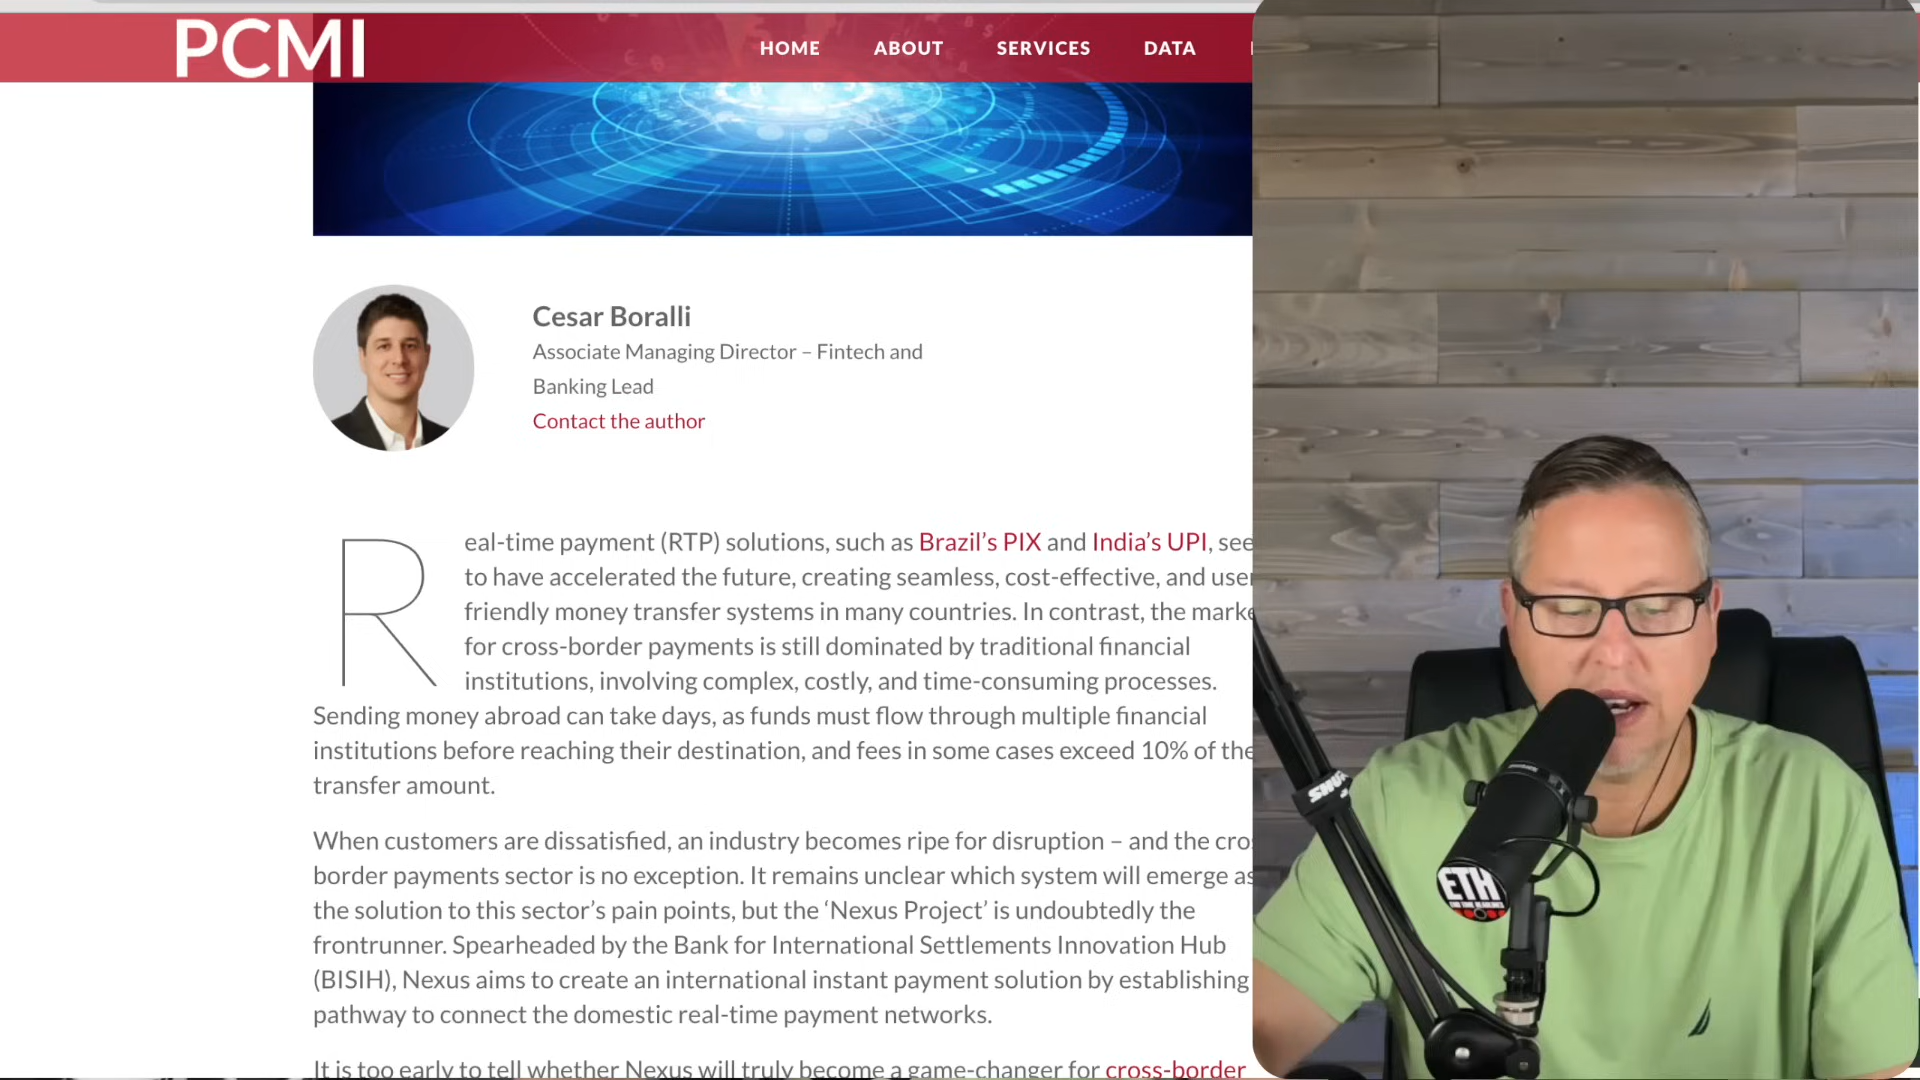 PCMI
HOME ABOUT SERVICES DATA
Cesar Boralli
Associate Managing Director – Fintech and
Banking Lead
Contact the author
Real-time payment (RTP) solutions, such as Brazil’s PIX and India’s UPI, see
to have accelerated the future, creating seamless, cost-effective, and user
friendly money transfer systems in many countries. In contrast, the marke
for cross-border payments is still dominated by traditional financial
institutions, involving complex, costly, and time-consuming processes.
Sending money abroad can take days, as funds must flow through multiple financial
institutions before reaching their destination, and fees in some cases exceed 10% of the
transfer amount.
When customers are dissatisfied, an industry becomes ripe for disruption – and the cro
border payments sector is no exception. It remains unclear which system will emerge as
the solution to this sector’s pain points, but the ‘Nexus Project’ is undoubtedly the
frontrunner. Spearheaded by the Bank for International Settlements Innovation Hub
(BISIH), Nexus aims to create an international instant payment solution by establishing
pathway to connect the domestic real-time payment networks.
It is too early to tell whether Nexus will truly become a game-changer for cross-border
SHURE
ETH